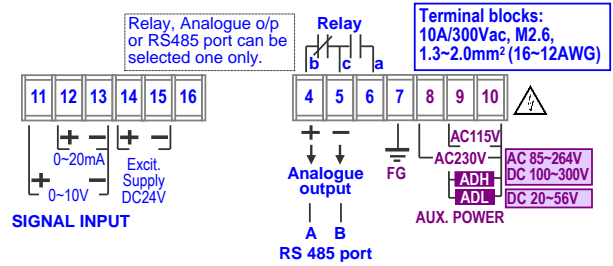 Relay, Analogue o/p
or RS485 port can be
selected one only.
Relay
b c a
Terminal blocks:
10A/300Vac, M2.6,
1.3~2.0mm² (16~12AWG)
11 12 13 14 15 16
4 5 6 7 8 9 10
+ − + −
0~20mA
+ −
0~10V
Excit.
Supply
DC24V
SIGNAL INPUT
+ −
Analogue
output
A B
RS 485 port
FG
AC115V
AC230V
ADH
ADL
AC 85~264V
DC 100~300V
DC 20~56V
AUX. POWER